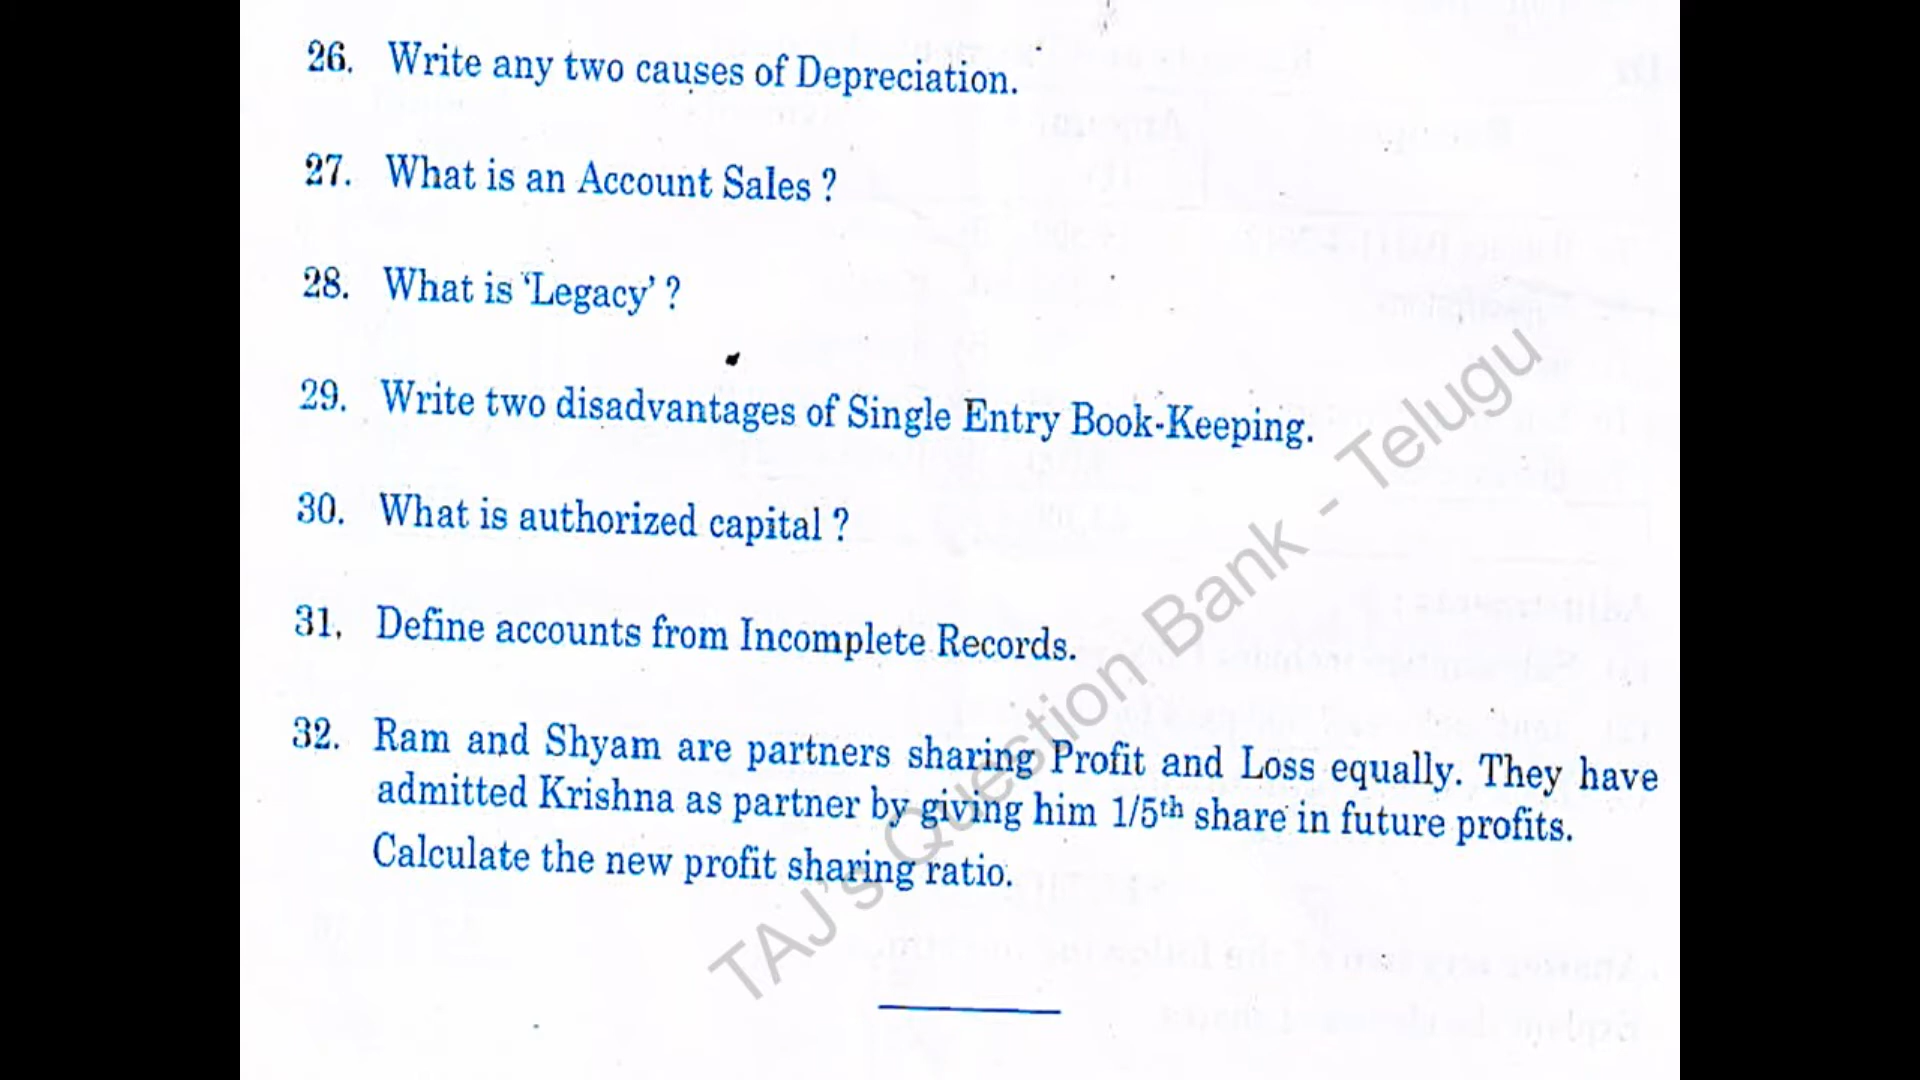 26. Write any two causes of Depreciation.
27. What is an Account Sales ?
28. What is ‘Legacy’ ?
29. Write two disadvantages of Single Entry Book-Keeping.
30. What is authorized capital ?
31. Define accounts from Incomplete Records.
32. Ram and Shyam are partners sharing Profit and Loss equally. They have
admitted Krishna as partner by giving him 1/5th share in future profits.
Calculate the new profit sharing ratio.
TAJ's Question Bank - Telugu